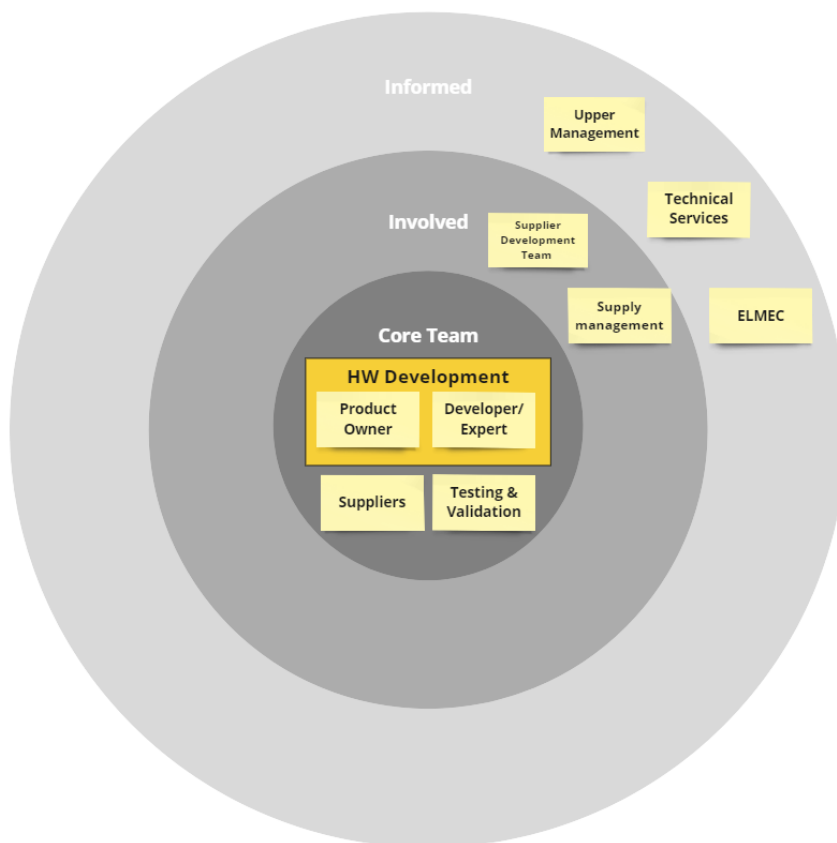 Informed
Upper
Management
Technical
Services
Involved
Supplier
Development
Team
Supply
management
ELMEC
Core Team
HW Development
Product
Owner
Developer/
Expert
Suppliers
Testing &
Validation